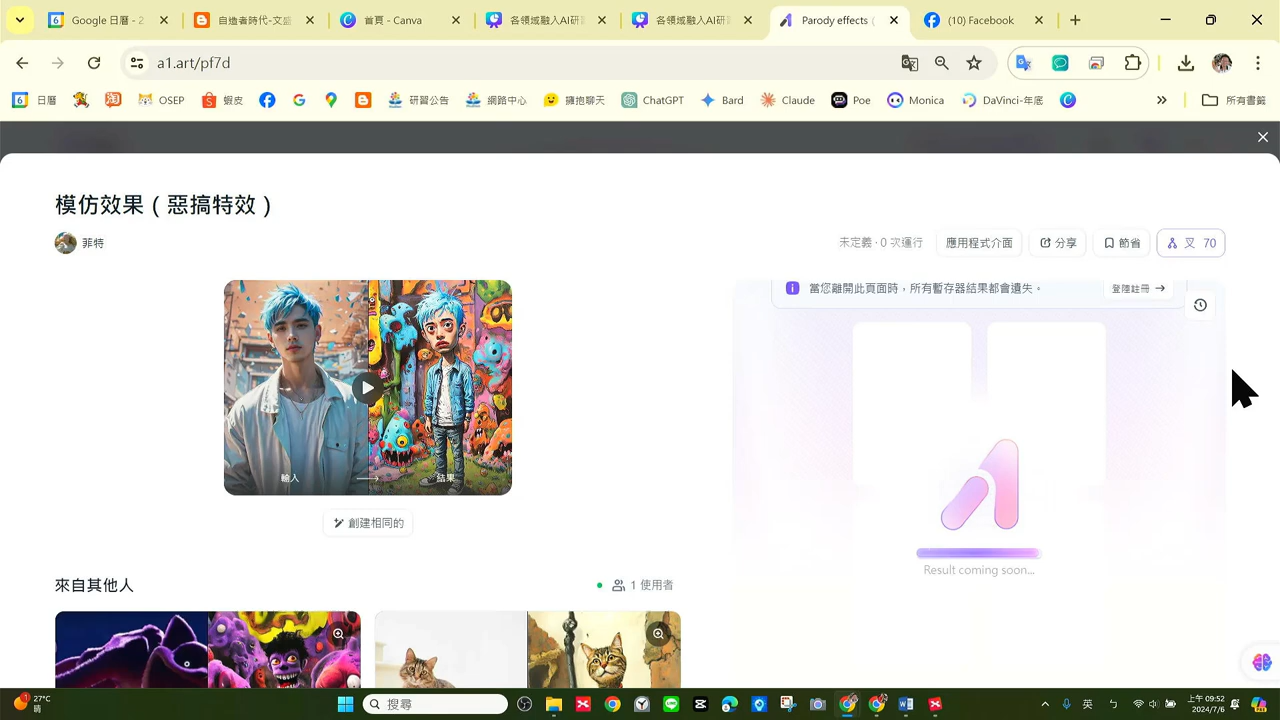 Google 日曆 - 2
自造者時代-文盛
首頁 - Canva
各領域融入AI研
各領域融入AI研
Parody effects (
(10) Facebook
a1.art/pf7d
日曆
淘
OSEP
蝦皮
研習公告
網路中心
擁抱聊天
ChatGPT
Bard
Claude
Poe
Monica
DaVinci-年底
所有書籤
模仿效果（惡搞特效）
菲特
未定義 · 0 次運行
應用程式介面
分享
節省
叉 70
當您離開此頁面時，所有暫存器結果都會遺失。
登陸註冊 →
輸入
結果
創建相同的
Result coming soon...
來自其他人
1 使用者
27°C
晴
搜尋
英
上午 09:52
2024/7/6